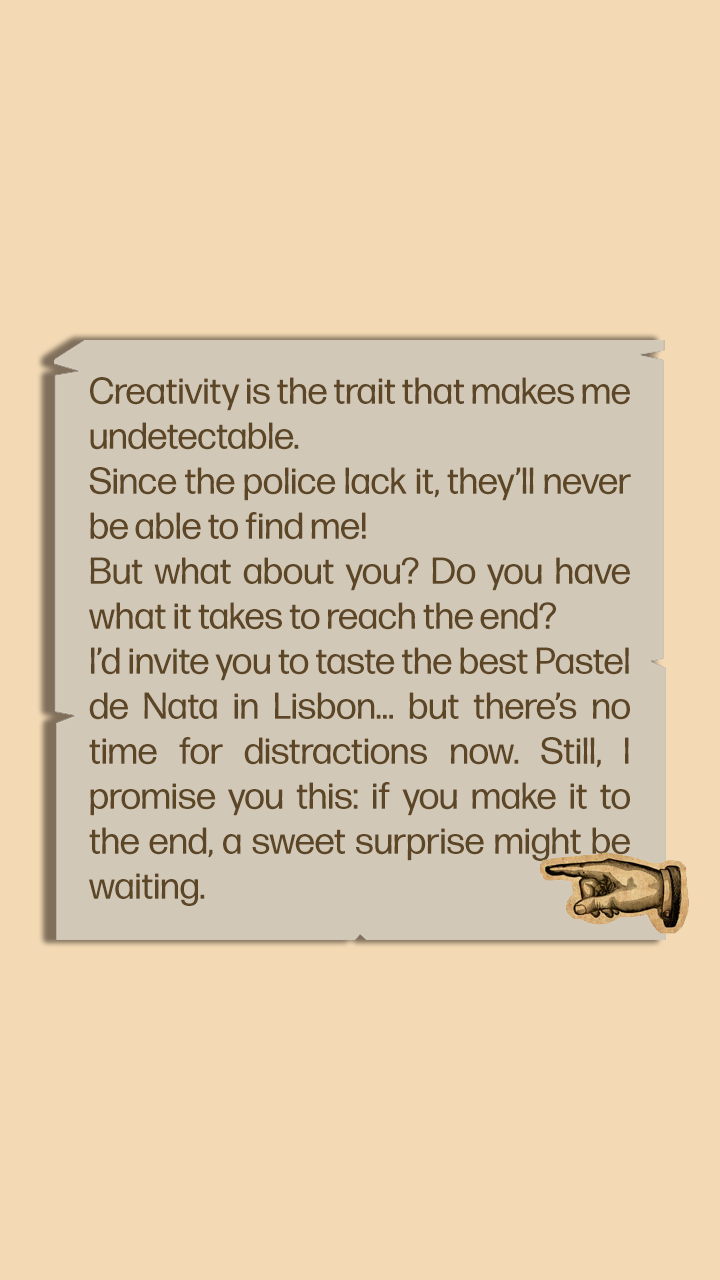 Creativity is the trait that makes me
undetectable.
Since the police lack it, they’ll never
be able to find me!
But what about you? Do you have
what it takes to reach the end?
I’d invite you to taste the best Pastel
de Nata in Lisbon... but there’s no
time for distractions now. Still, I
promise you this: if you make it to
the end, a sweet surprise might be
waiting.